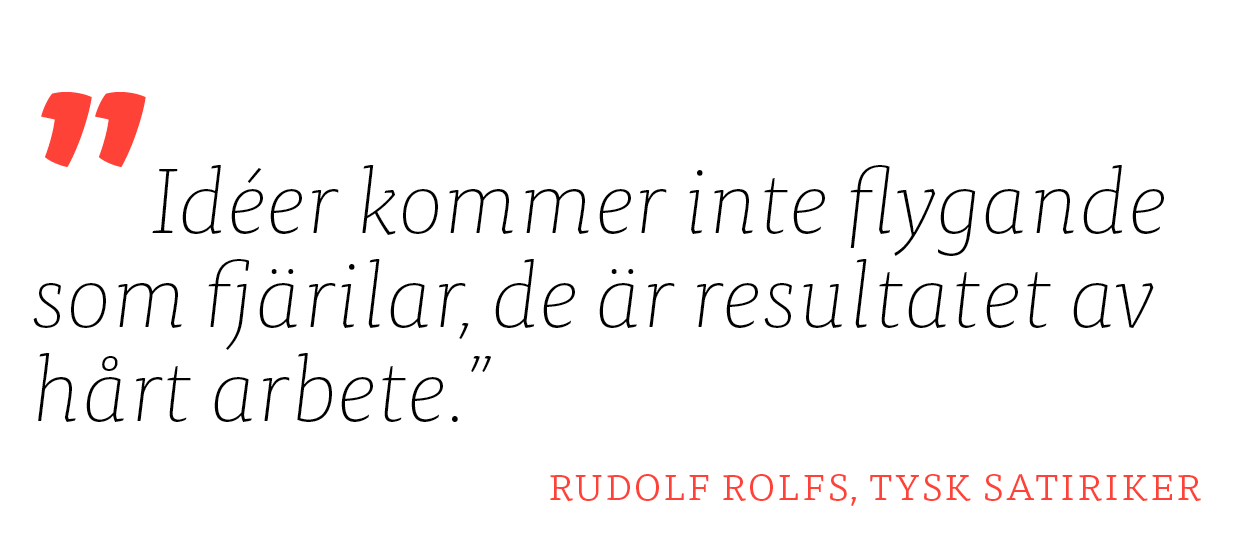 ”Idéer kommer inte flygande
som fjärilar, de är resultatet av
hårt arbete.”
RUDOLF ROLFS, TYSK SATIRIKER